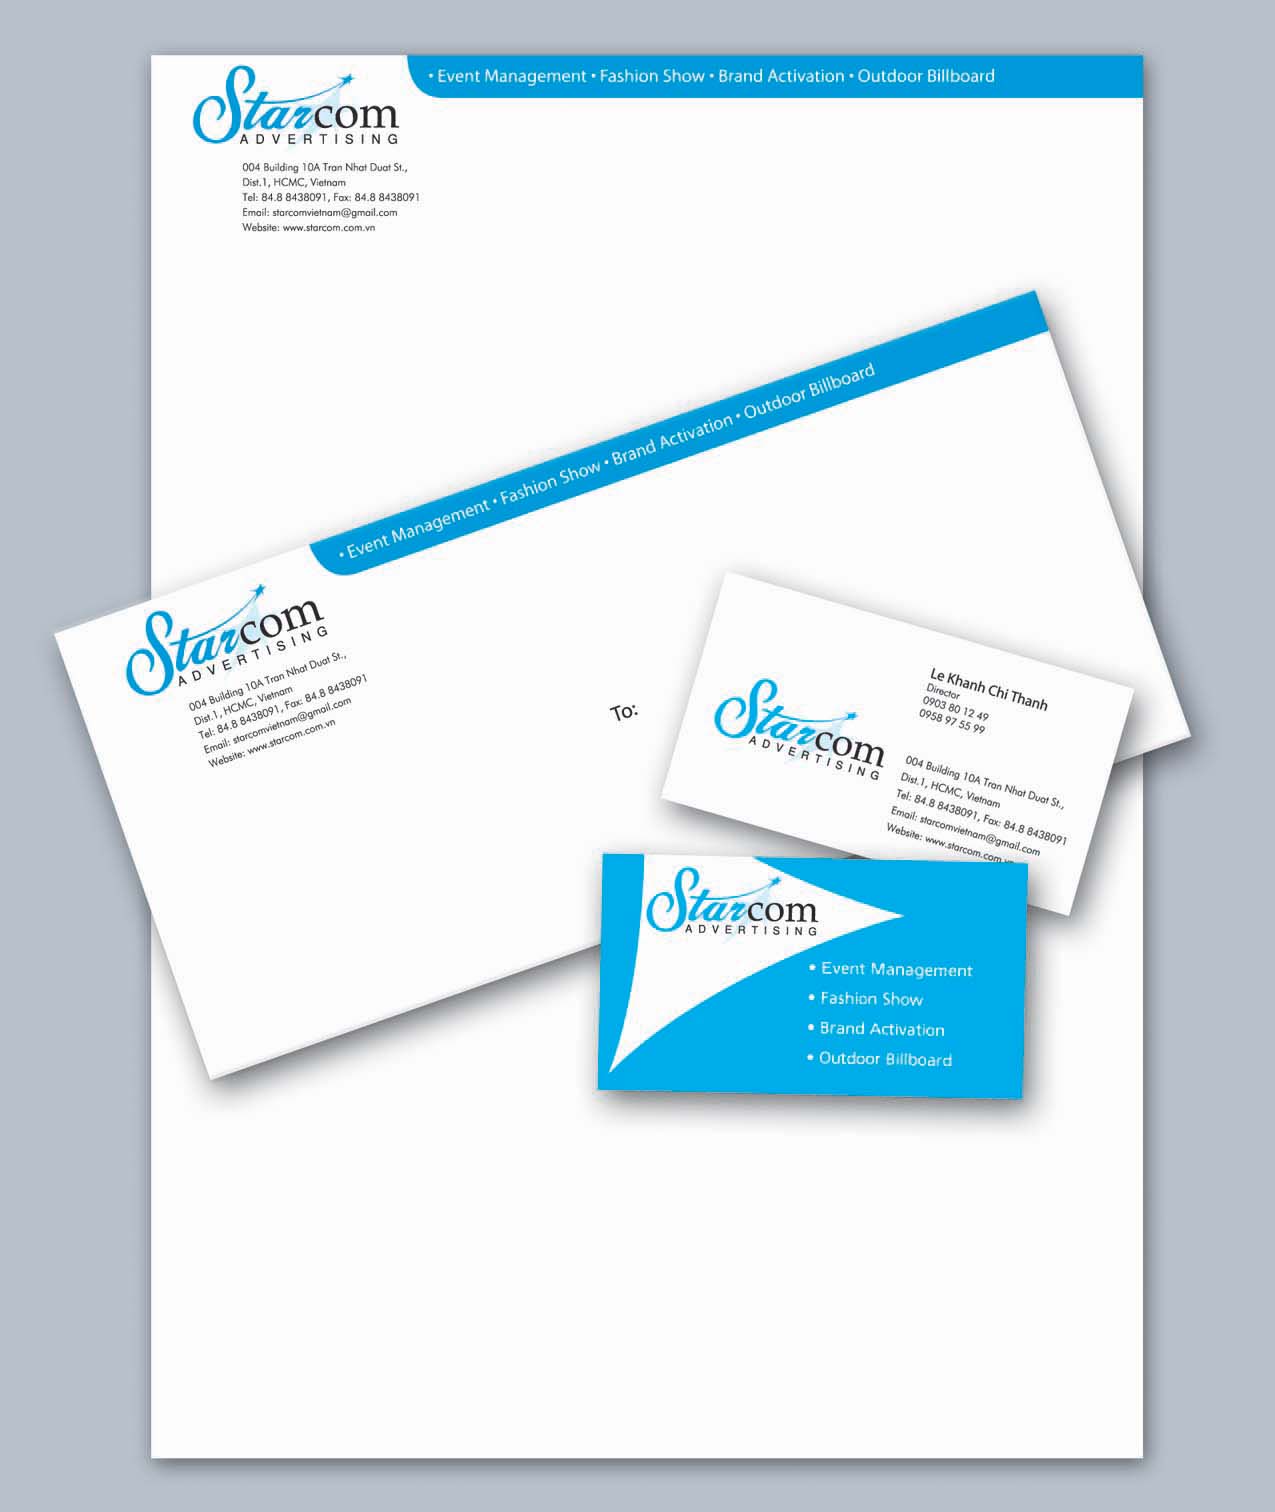 Starcom
ADVERTISING
• Event Management • Fashion Show • Brand Activation • Outdoor Billboard
004 Building 10A Tran Nhat Duat St.,
Dist.1, HCMC, Vietnam
Tel: 84.8 8438091, Fax: 84.8 8438091
Email: starcomvietnam@gmail.com
Website: www.starcom.com.vn
• Event Management • Fashion Show • Brand Activation • Outdoor Billboard
Starcom
ADVERTISING
004 Building 10A Tran Nhat Duat St.,
Dist.1, HCMC, Vietnam
Tel: 84.8 8438091, Fax: 84.8 8438091
Email: starcomvietnam@gmail.com
Website: www.starcom.com.vn
To:
Starcom
ADVERTISING
Le Khanh Chi Thanh
Director
0903 80 12 49
0958 97 55 99
004 Building 10A Tran Nhat Duat St.,
Dist.1, HCMC, Vietnam
Tel: 84.8 8438091, Fax: 84.8 8438091
Email: starcomvietnam@gmail.com
Website: www.starcom.com.vn
Starcom
ADVERTISING
• Event Management
• Fashion Show
• Brand Activation
• Outdoor Billboard